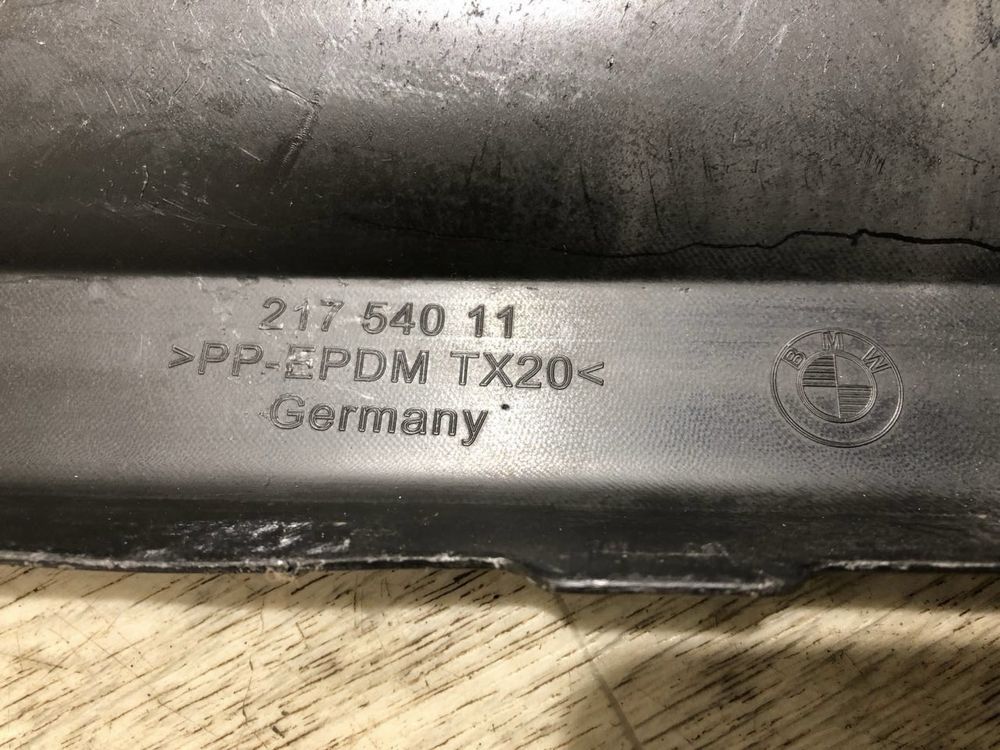 217 540 11
>PP-EPDM TX20<
Germany
BMW